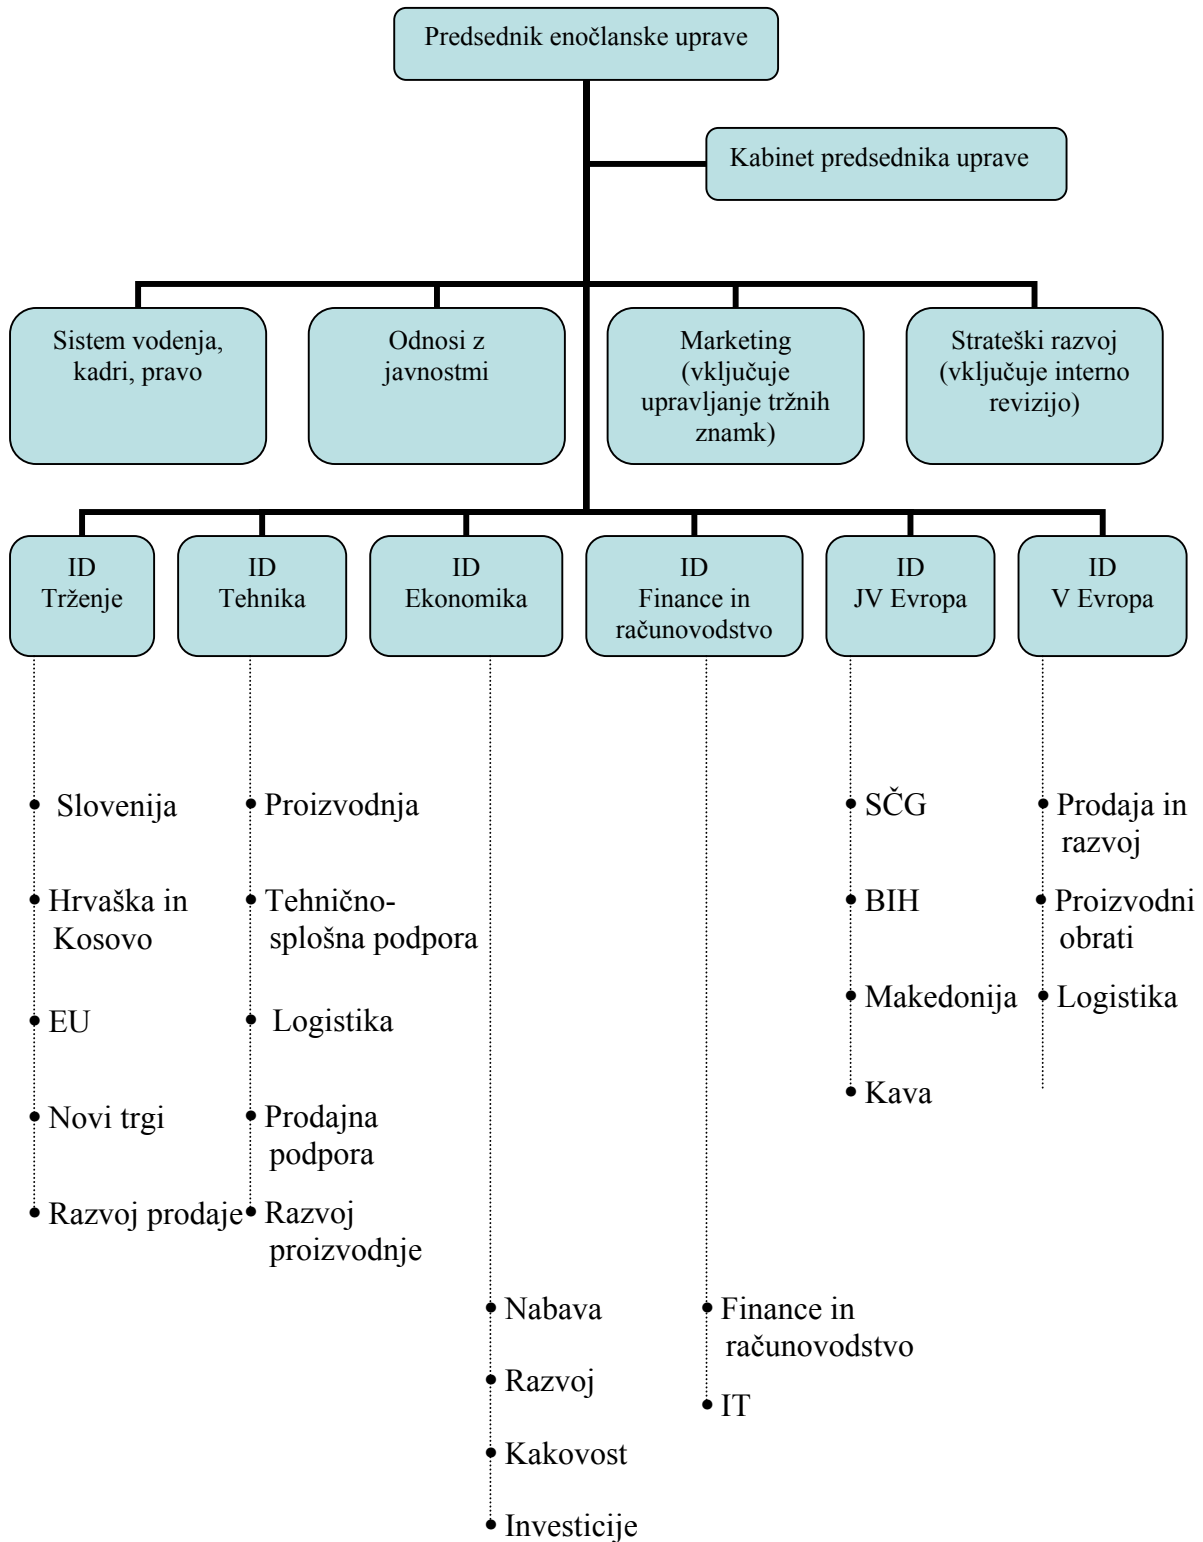 Predsednik enočlanske uprave
Kabinet predsednika uprave
Sistem vodenja,
kadri, pravo
Odnosi z
javnostmi
Marketing
(vključuje
upravljanje tržnih
znamk)
Strateški razvoj
(vključuje interno
revizijo)
ID
Trženje
ID
Tehnika
ID
Ekonomika
ID
Finance in
računovodstvo
ID
JV Evropa
ID
V Evropa
• Slovenija
• Hrvaška in
Kosovo
• EU
• Novi trgi
• Razvoj prodaje
• Proizvodnja
• Tehnično-
splošna podpora
• Logistika
• Prodajna
podpora
• Razvoj
proizvodnje
• Nabava
• Razvoj
• Kakovost
• Investicije
• Finance in
računovodstvo
• IT
• SČG
• BIH
• Makedonija
• Kava
• Prodaja in
razvoj
• Proizvodni
obrati
• Logistika